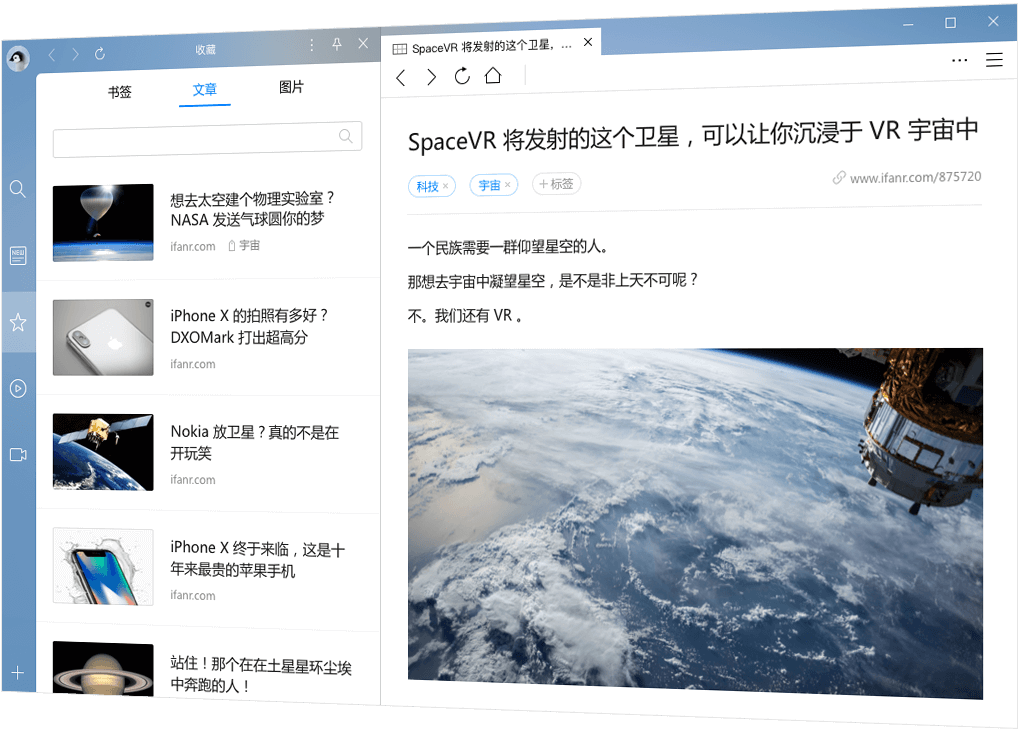 收藏
书签
文章
图片
想去太空建个物理实验室？
NASA 发送气球圆你的梦
ifanr.com 宇宙
iPhone X 的拍照有多好？
DXOMark 打出超高分
ifanr.com
Nokia 放卫星？真的不是在
开玩笑
ifanr.com
iPhone X 终于来临，这是十
年来最贵的苹果手机
ifanr.com
站住！那个在在土星星环尘埃
中奔跑的人！
NEW
SpaceVR 将发射的这个卫星，...
SpaceVR 将发射的这个卫星，可以让你沉浸于 VR 宇宙中
科技 × 宇宙 × +标签
www.ifanr.com/875720
一个民族需要一群仰望星空的人。
那想去宇宙中凝望星空，是不是非上天不可呢？
不。我们还有 VR 。